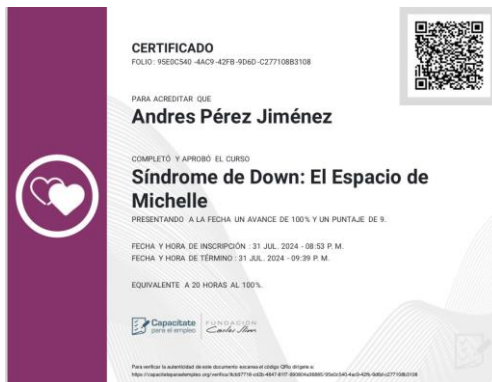 CERTIFICADO
FOLIO: 95E0C540 -4AC9 -42FB -9D6D -C277108B3108
PARA ACREDITAR QUE
Andres Pérez Jiménez
COMPLETÓ Y APROBÓ EL CURSO
Síndrome de Down: El Espacio de
Michelle
PRESENTANDO A LA FECHA UN AVANCE DE 100% Y UN PUNTAJE DE 9.
FECHA Y HORA DE INSCRIPCIÓN : 31 JUL. 2024 - 08:53 P. M.
FECHA Y HORA DE TÉRMINO : 31 JUL. 2024 - 09:39 P. M.
EQUIVALENTE A 20 HORAS AL 100%.
Capacítate
para el empleo
FUNDACIÓN
Carlos Slim
Para verificar la autenticidad de este documento escanea el código QR o dirígete a: